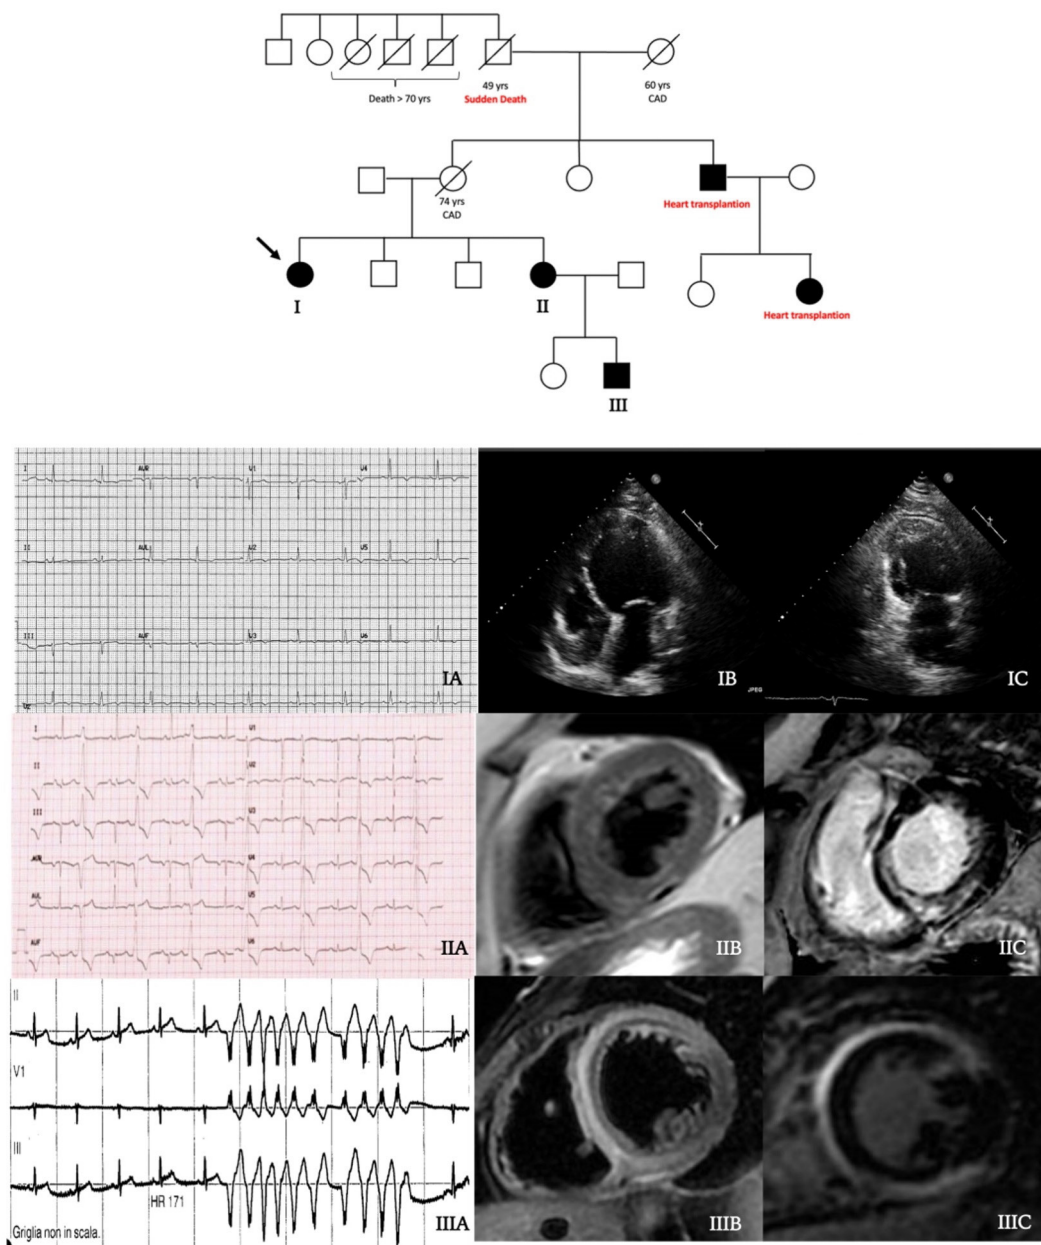 49 yrs
60 yrs
Death > 70 yrs
Sudden Death
CAD
74 yrs
CAD
Heart transplantion
I
II
Heart transplantion
III
I
AVR
V1
V4
II
AVL
V2
V5
III
AVF
V3
V6
IA
IB
JPEG
IC
I
V1
II
V2
III
V3
AVR
V4
AVL
V5
AVF
V6
IIA
IIB
IIC
II
V1
III
HR 171
Griglia non in scala.
IIIA
IIIB
IIIC